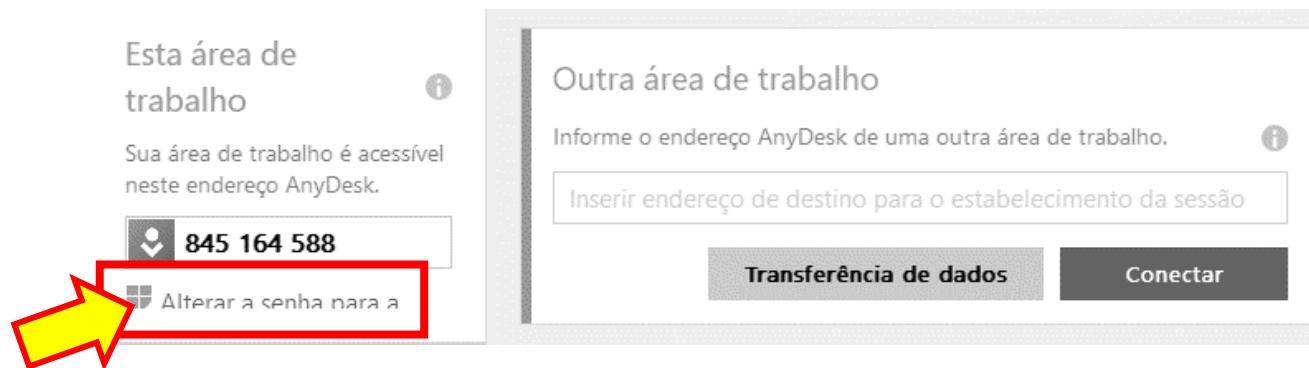 Esta área de
trabalho
Sua área de trabalho é acessível
neste endereço AnyDesk.
845 164 588
Alterar a senha para a
Outra área de trabalho
Informe o endereço AnyDesk de uma outra área de trabalho.
Inserir endereço de destino para o estabelecimento da sessão
Transferência de dados
Conectar